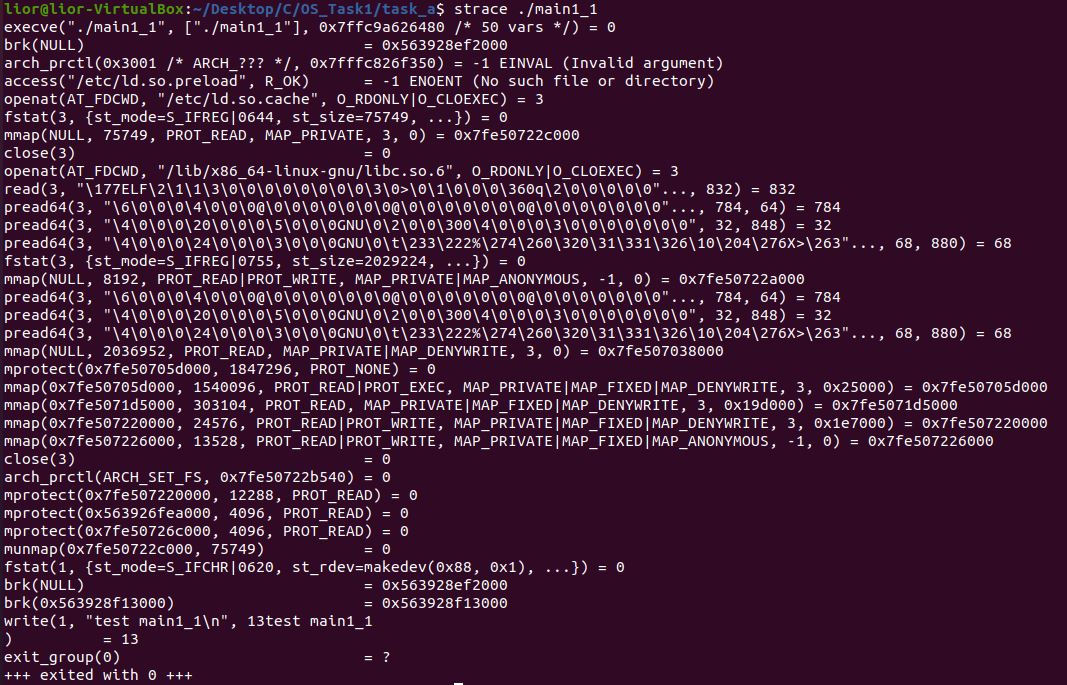 lior@lior-VirtualBox:~/Desktop/C/OS_Task1/task_a$ strace ./main1_1
execve("./main1_1", ["./main1_1"], 0x7ffc9a626480 /* 50 vars */) = 0
brk(NULL)                               = 0x563928ef2000
arch_prctl(0x3001 /* ARCH_??? */, 0x7fffc826f350) = -1 EINVAL (Invalid argument)
access("/etc/ld.so.preload", R_OK)      = -1 ENOENT (No such file or directory)
openat(AT_FDCWD, "/etc/ld.so.cache", O_RDONLY|O_CLOEXEC) = 3
fstat(3, {st_mode=S_IFREG|0644, st_size=75749, ...}) = 0
mmap(NULL, 75749, PROT_READ, MAP_PRIVATE, 3, 0) = 0x7fe50722c000
close(3)                                = 0
openat(AT_FDCWD, "/lib/x86_64-linux-gnu/libc.so.6", O_RDONLY|O_CLOEXEC) = 3
read(3, "\177ELF\2\1\1\3\0\0\0\0\0\0\0\0\3\0>\0\1\0\0\0\360q\2\0\0\0\0\0"..., 832) = 832
pread64(3, "\6\0\0\0\4\0\0\0@\0\0\0\0\0\0\0@\0\0\0\0\0\0\0@\0\0\0\0\0\0\0"..., 784, 64) = 784
pread64(3, "\4\0\0\0\20\0\0\0\5\0\0\0GNU\0\2\0\0\300\4\0\0\0\3\0\0\0\0\0\0\0", 32, 848) = 32
pread64(3, "\4\0\0\0\24\0\0\0\3\0\0\0GNU\0\t\233\222%\274\260\320\31\331\326\10\204\276X>\263"..., 68, 880) = 68
fstat(3, {st_mode=S_IFREG|0755, st_size=2029224, ...}) = 0
mmap(NULL, 8192, PROT_READ|PROT_WRITE, MAP_PRIVATE|MAP_ANONYMOUS, -1, 0) = 0x7fe50722a000
pread64(3, "\6\0\0\0\4\0\0\0@\0\0\0\0\0\0\0@\0\0\0\0\0\0\0@\0\0\0\0\0\0\0"..., 784, 64) = 784
pread64(3, "\4\0\0\0\20\0\0\0\5\0\0\0GNU\0\2\0\0\300\4\0\0\0\3\0\0\0\0\0\0\0", 32, 848) = 32
pread64(3, "\4\0\0\0\24\0\0\0\3\0\0\0GNU\0\t\233\222%\274\260\320\31\331\326\10\204\276X>\263"..., 68, 880) = 68
mmap(NULL, 2036952, PROT_READ, MAP_PRIVATE|MAP_DENYWRITE, 3, 0) = 0x7fe507038000
mprotect(0x7fe50705d000, 1847296, PROT_NONE) = 0
mmap(0x7fe50705d000, 1540096, PROT_READ|PROT_EXEC, MAP_PRIVATE|MAP_FIXED|MAP_DENYWRITE, 3, 0x25000) = 0x7fe50705d000
mmap(0x7fe5071d5000, 303104, PROT_READ, MAP_PRIVATE|MAP_FIXED|MAP_DENYWRITE, 3, 0x19d000) = 0x7fe5071d5000
mmap(0x7fe507220000, 24576, PROT_READ|PROT_WRITE, MAP_PRIVATE|MAP_FIXED|MAP_DENYWRITE, 3, 0x1e7000) = 0x7fe507220000
mmap(0x7fe507226000, 13528, PROT_READ|PROT_WRITE, MAP_PRIVATE|MAP_FIXED|MAP_ANONYMOUS, -1, 0) = 0x7fe507226000
close(3)                                = 0
arch_prctl(ARCH_SET_FS, 0x7fe50722b540) = 0
mprotect(0x7fe507220000, 12288, PROT_READ) = 0
mprotect(0x563926fea000, 4096, PROT_READ) = 0
mprotect(0x7fe50726c000, 4096, PROT_READ) = 0
munmap(0x7fe50722c000, 75749)           = 0
fstat(1, {st_mode=S_IFCHR|0620, st_rdev=makedev(0x88, 0x1), ...}) = 0
brk(NULL)                               = 0x563928ef2000
brk(0x563928f13000)                     = 0x563928f13000
write(1, "test main1_1\n", 13test main1_1
)          = 13
exit_group(0)                           = ?
+++ exited with 0 +++